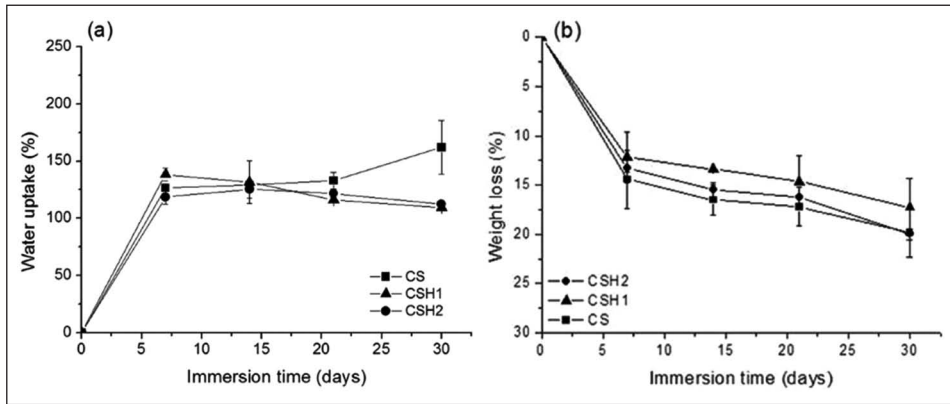 (a)
250
200
150
100
50
0
Water uptake (%)
CS
CSH1
CSH2
0 5 10 15 20 25 30
Immersion time (days)
(b)
0
5
10
15
20
25
30
Weight loss (%)
CSH2
CSH1
CS
0 5 10 15 20 25 30
Immersion time (days)